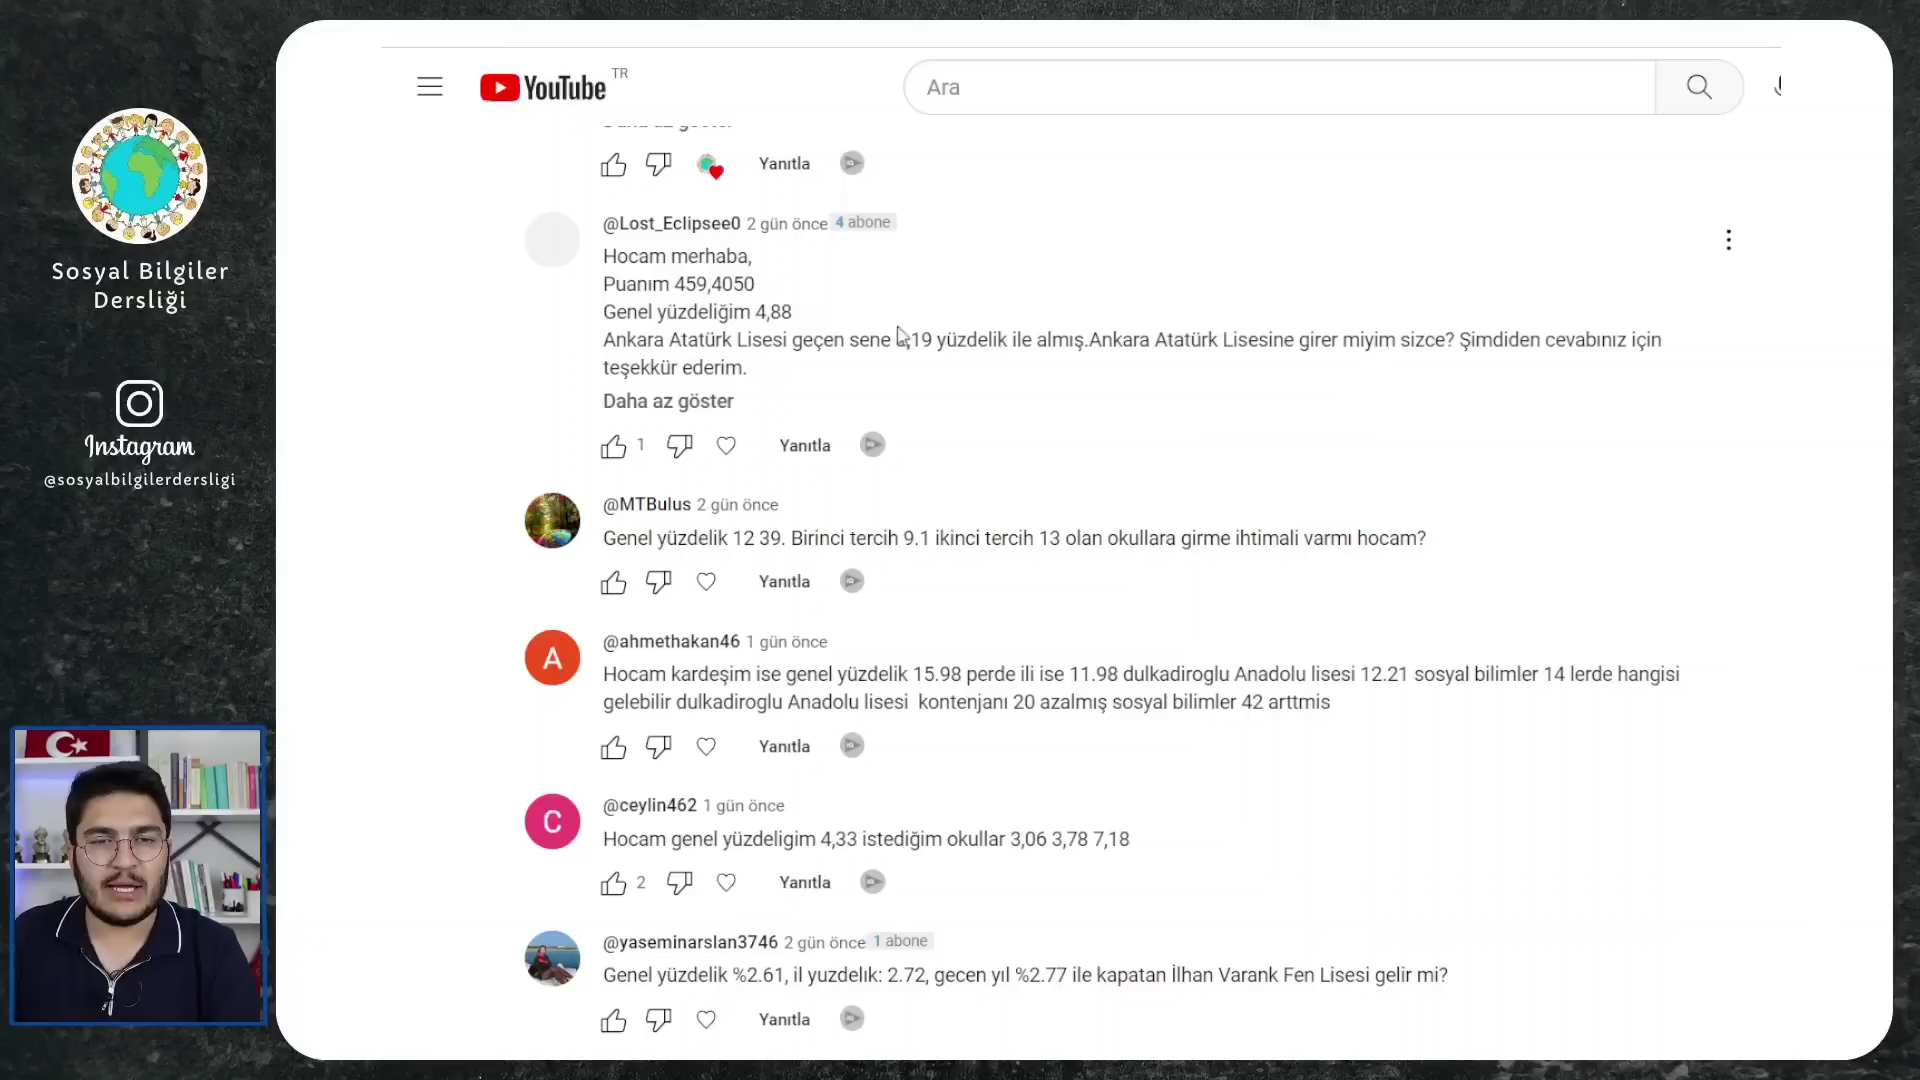 YouTube TR
Ara
Yanıtla
@Lost_Eclipsee0 2 gün önce 4 abone
Hocam merhaba,
Puanım 459,4050
Genel yüzdeliğim 4,88
Ankara Atatürk Lisesi geçen sene ,19 yüzdelik ile almış.Ankara Atatürk Lisesine girer miyim sizce? Şimdiden cevabınız için
teşekkür ederim.
Daha az göster
1 Yanıtla
@MTBulus 2 gün önce
Genel yüzdelik 12 39. Birinci tercih 9.1 ikinci tercih 13 olan okullara girme ihtimali varmı hocam?
Yanıtla
@ahmethakan46 1 gün önce
Hocam kardeşim ise genel yüzdelik 15.98 perde ili ise 11.98 dulkadiroglu Anadolu lisesi 12.21 sosyal bilimler 14 lerde hangisi
gelebilir dulkadiroglu Anadolu lisesi kontenjanı 20 azalmış sosyal bilimler 42 arttmis
Yanıtla
@ceylin462 1 gün önce
Hocam genel yüzdeligim 4,33 istediğim okullar 3,06 3,78 7,18
2 Yanıtla
@yaseminarslan3746 2 gün önce 1 abone
Genel yüzdelik %2.61, il yuzdelık: 2.72, gecen yıl %2.77 ile kapatan İlhan Varank Fen Lisesi gelir mi?
Yanıtla
Sosyal Bilgiler
Dersliği
Instagram
@sosyalbilgilerdersligi
A
C